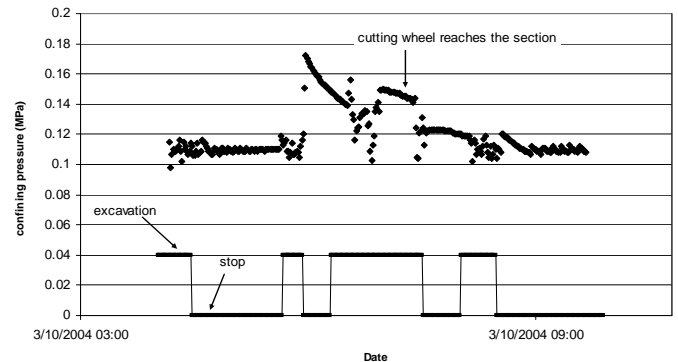 0.2
0.18
0.16
0.14
0.12
0.1
0.08
0.06
0.04
0.02
0
confining pressure (MPa)
cutting wheel reaches the section
excavation
stop
3/10/2004 03:00
3/10/2004 09:00
Date